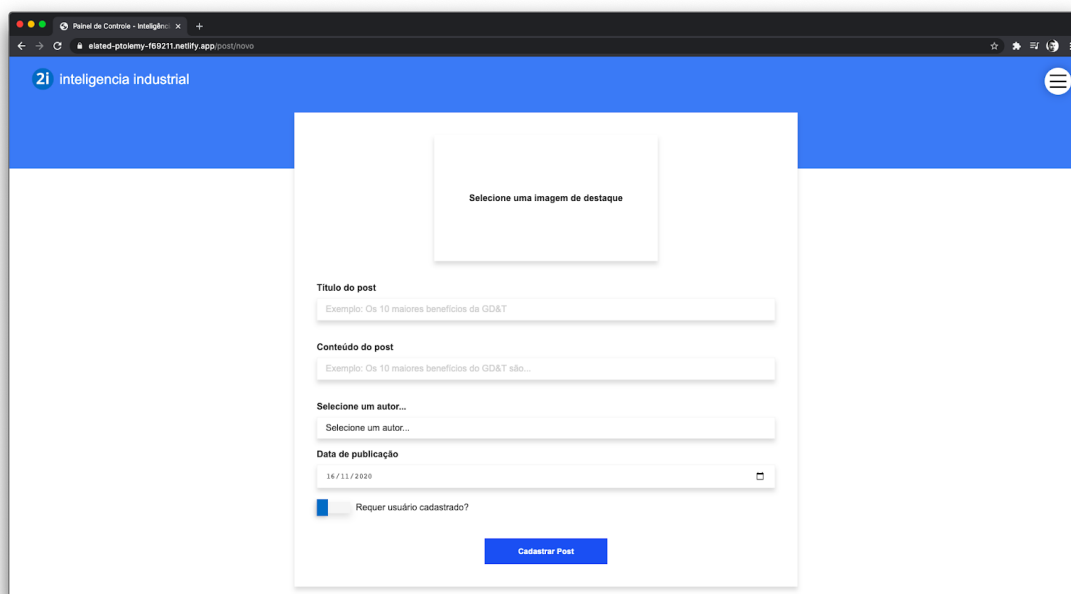 Painel de Controle - Inteligênc
elated-ptolemy-f69211.netlify.app/post/novo
2i inteligencia industrial
Selecione uma imagem de destaque
Título do post
Exemplo: Os 10 maiores benefícios da GD&T
Conteúdo do post
Exemplo: Os 10 maiores benefícios do GD&T são...
Selecione um autor...
Selecione um autor...
Data de publicação
16/11/2020
Requer usuário cadastrado?
Cadastrar Post